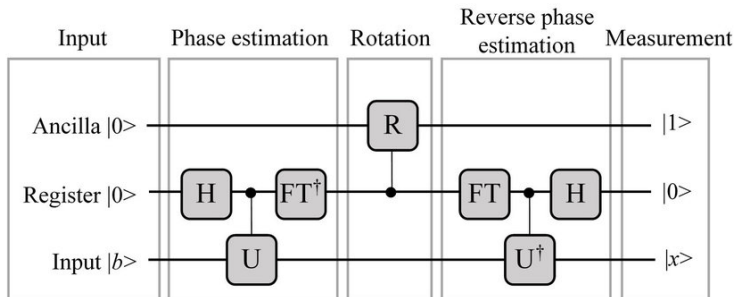 Input
Phase estimation
Rotation
Reverse phase
estimation
Measurement
Ancilla |0>
R
|1>
Register |0>
H
FT†
FT
H
|0>
Input |b>
U
U†
|x>